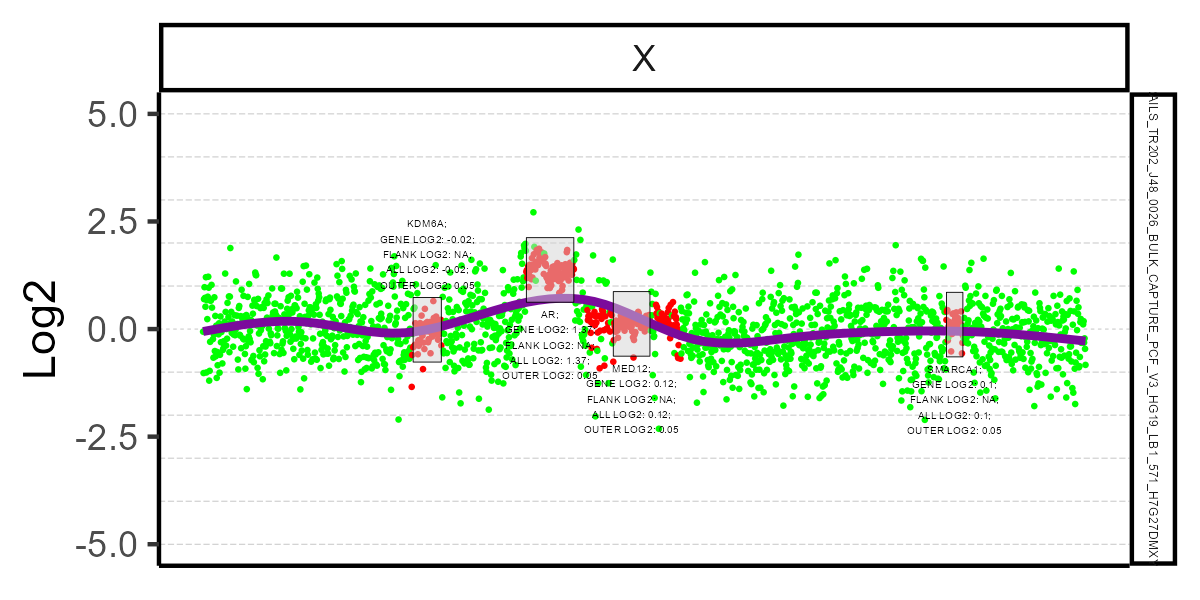 X
5.0
2.5
0.0
-2.5
-5.0
Log2
KDM6A;
GENE LOG2: -0.02;
FLANK LOG2: NA;
ALL LOG2: -0.02;
OUTER LOG2: 0.05
AR;
GENE LOG2: 1.37;
FLANK LOG2: NA;
ALL LOG2: 1.37;
OUTER LOG2: 0.05
MED12;
GENE LOG2: 0.12;
FLANK LOG2: NA;
ALL LOG2: 0.12;
OUTER LOG2: 0.05
SMARCA1;
GENE LOG2: 0.1;
FLANK LOG2: NA;
ALL LOG2: 0.1;
OUTER LOG2: 0.05
AILS_TR202_J48_0026_BULK_CAPTURE_PCF_V3_HG19_LB1_571_H7G27DMXY